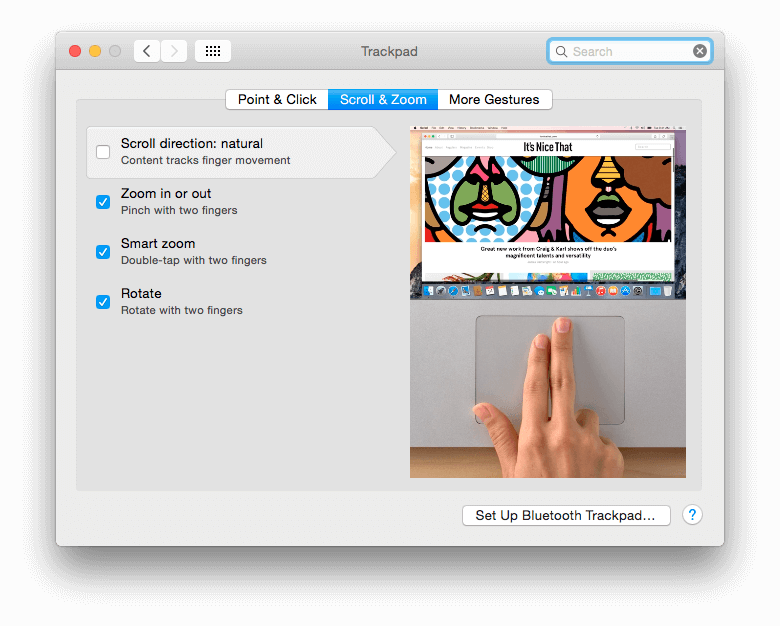 Trackpad
Search
Point & Click
Scroll & Zoom
More Gestures
Scroll direction: natural
Content tracks finger movement
Zoom in or out
Pinch with two fingers
Smart zoom
Double-tap with two fingers
Rotate
Rotate with two fingers
It's Nice That
Great new work from Craig & Karl shows off the duo's
magnificent talents and versatility
Set Up Bluetooth Trackpad...
?